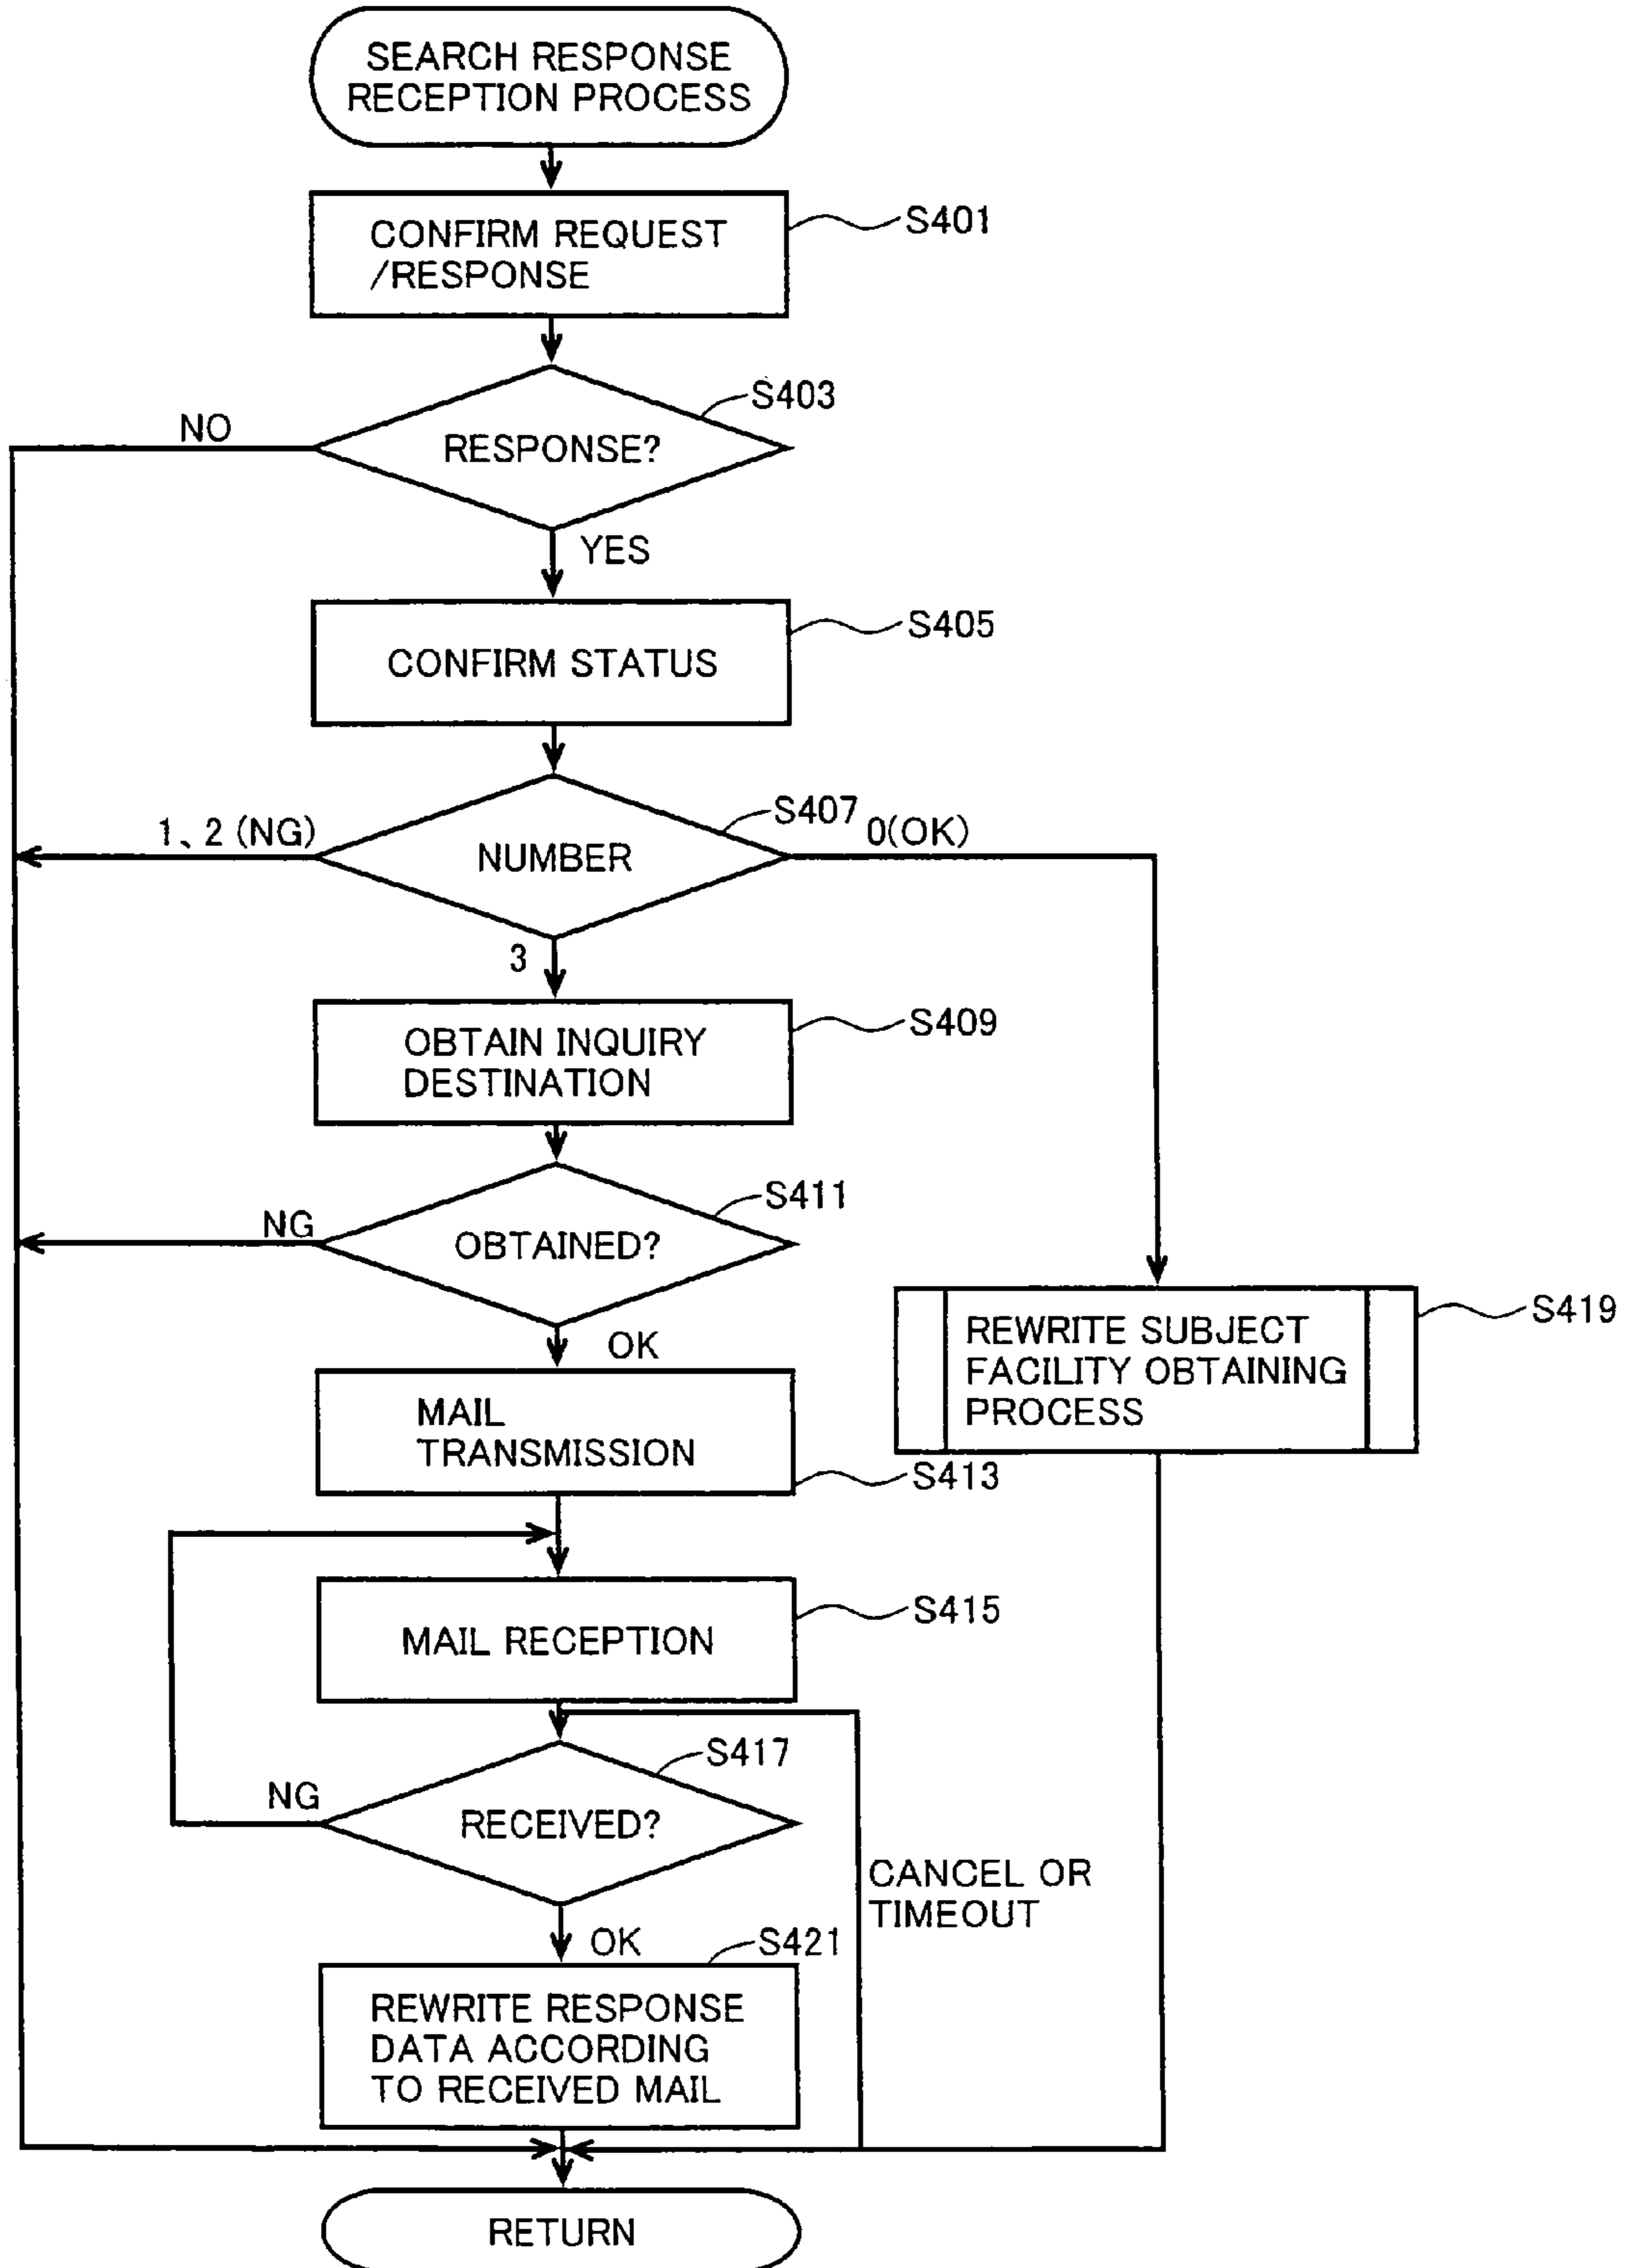 SEARCH RESPONSE
RECEPTION PROCESS
CONFIRM REQUEST
/RESPONSE
S401
S403
NO
RESPONSE?
YES
S405
CONFIRM STATUS
S407
1、2 (NG)
0(OK)
NUMBER
3
OBTAIN INQUIRY
DESTINATION
S409
S411
NG
OBTAINED?
OK
REWRITE SUBJECT
FACILITY OBTAINING
PROCESS
S419
MAIL
TRANSMISSION
S413
MAIL RECEPTION
S415
S417
NG
RECEIVED?
CANCEL OR
TIMEOUT
OK
S421
REWRITE RESPONSE
DATA ACCORDING
TO RECEIVED MAIL
RETURN